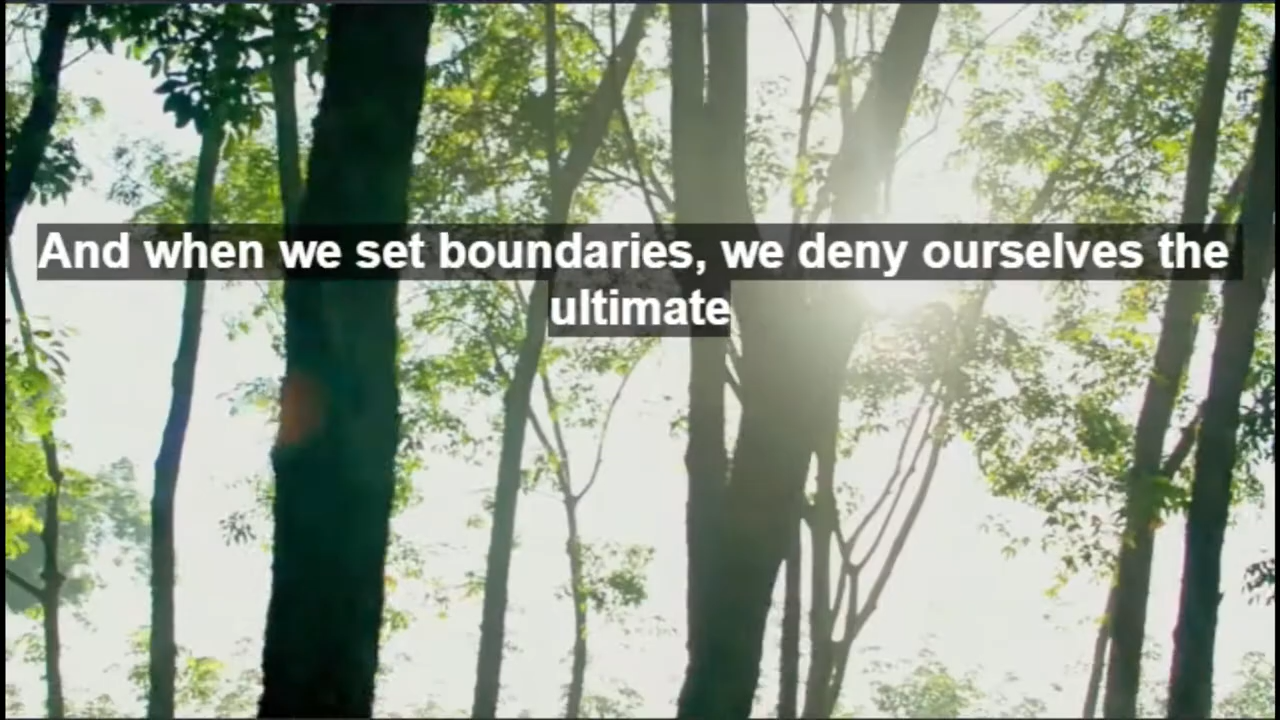 And when we set boundaries, we deny ourselves the
ultimate